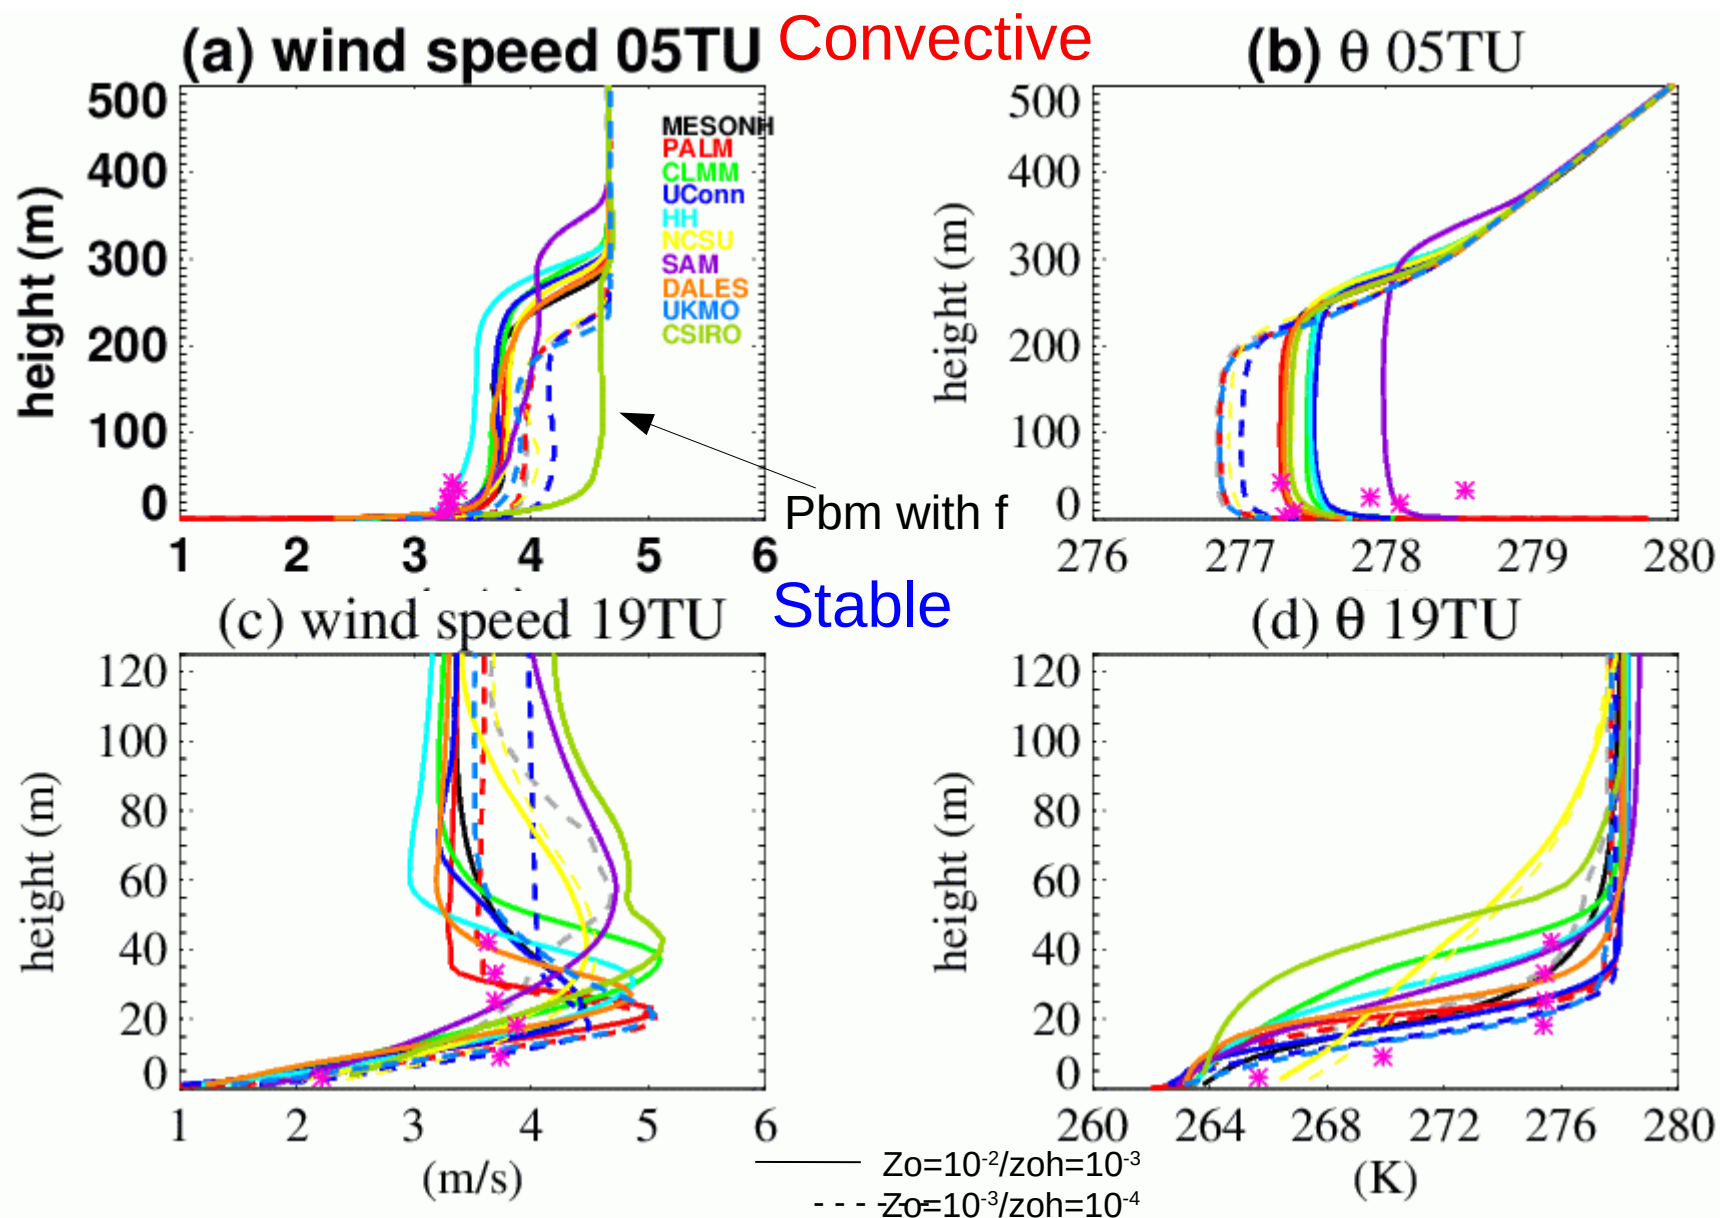 (a) wind speed 05TU
Convective
(b) θ 05TU
height (m)
500
400
300
200
100
0
MESONH
PALM
CLMM
UConn
HH
NCSU
SAM
DALES
UKMO
CSIRO
1 2 3 4 5 6
Pbm with f
height (m)
500
400
300
200
100
0
276 277 278 279 280
Stable
(c) wind speed 19TU
(d) θ 19TU
height (m)
120
100
80
60
40
20
0
1 2 3 4 5 6
(m/s)
height (m)
120
100
80
60
40
20
0
260 264 268 272 276 280
(K)
Zo=10⁻²/zoh=10⁻³
Zo=10⁻³/zoh=10⁻⁴